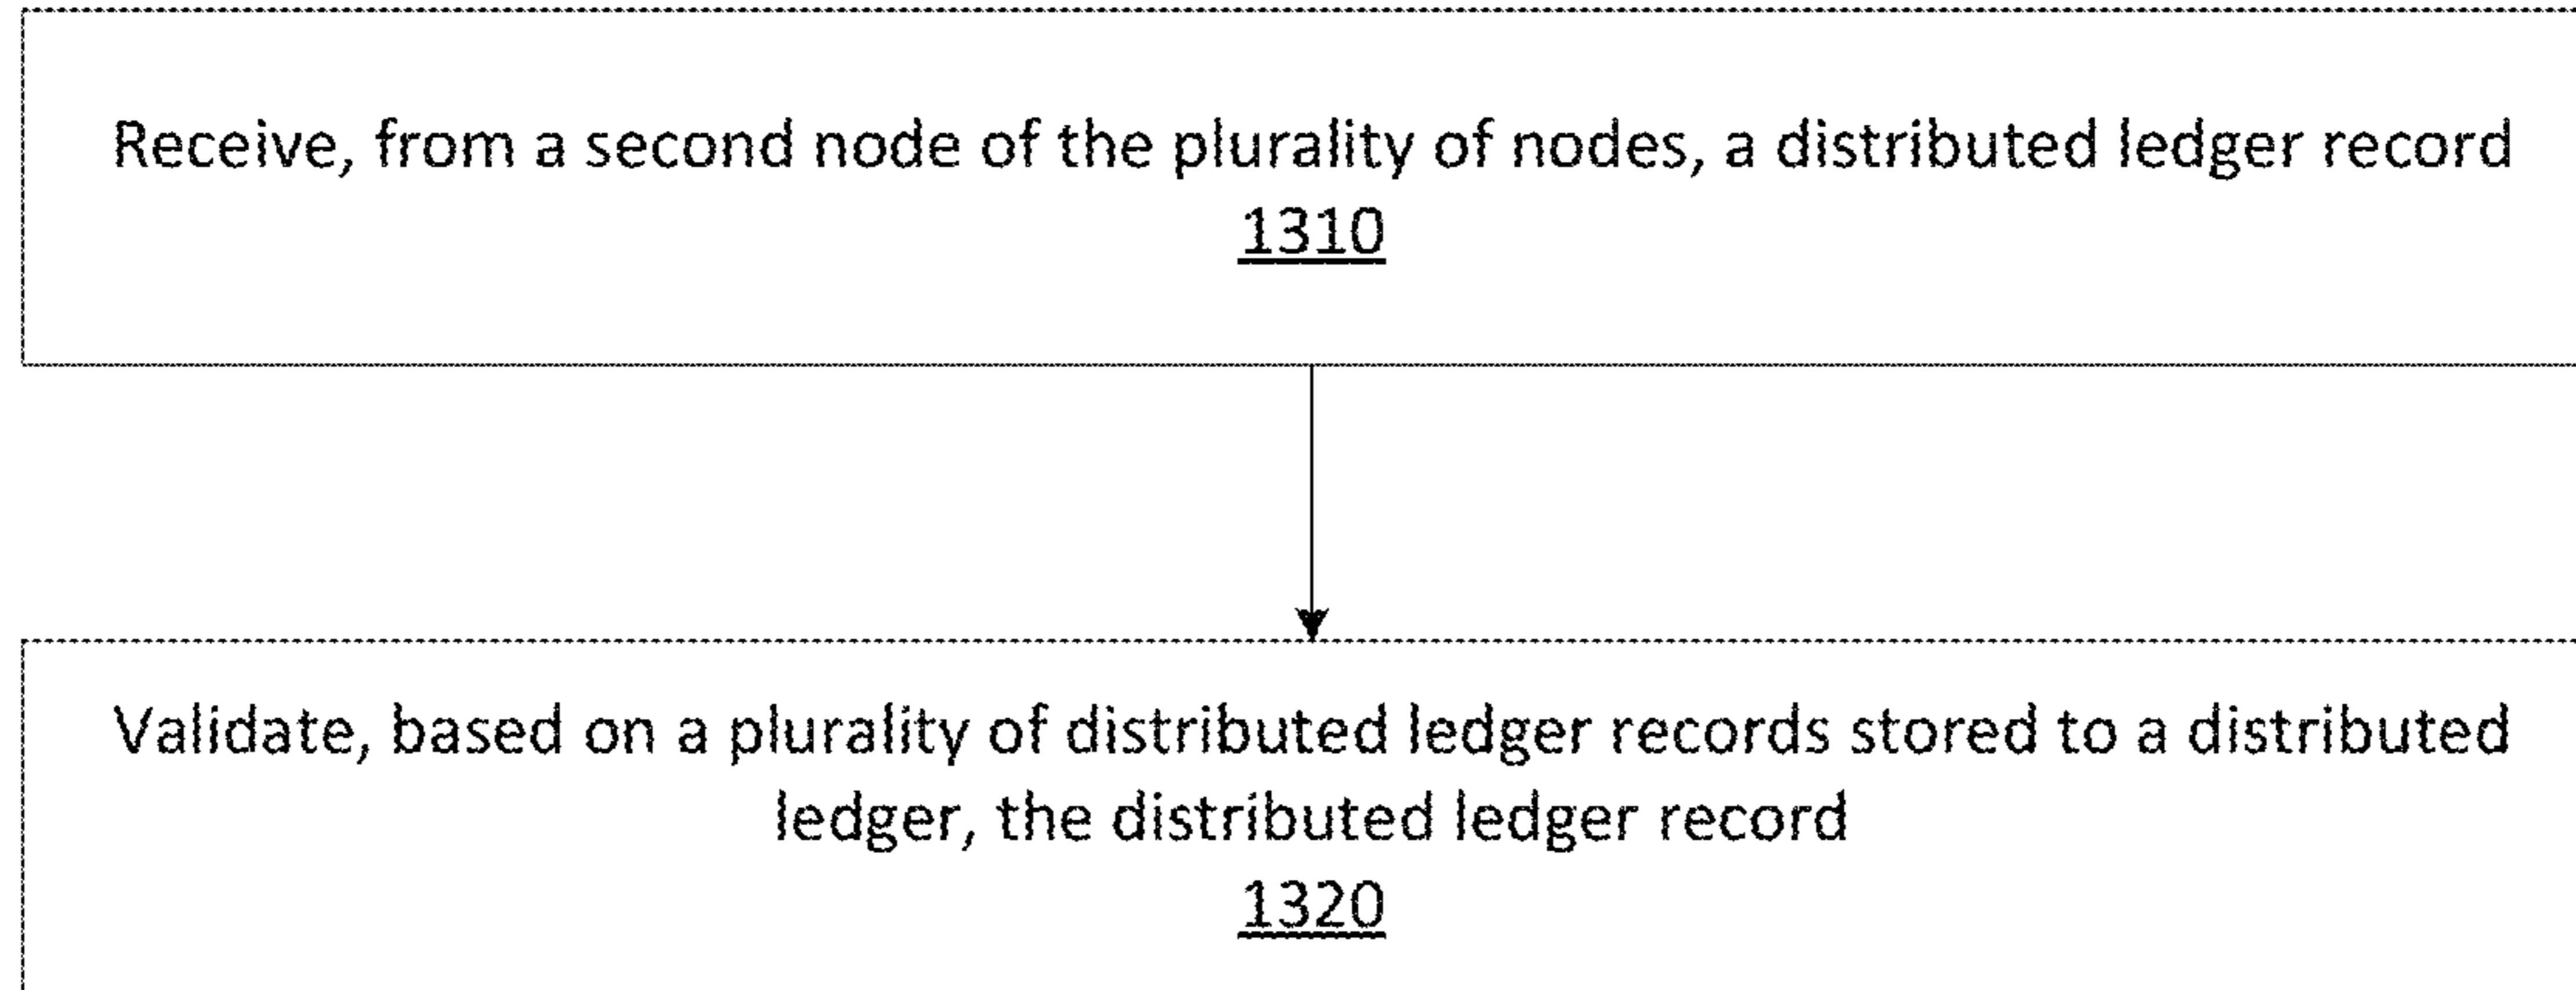 Receive, from a second node of the plurality of nodes, a distributed ledger record
1310
Validate, based on a plurality of distributed ledger records stored to a distributed
ledger, the distributed ledger record
1320